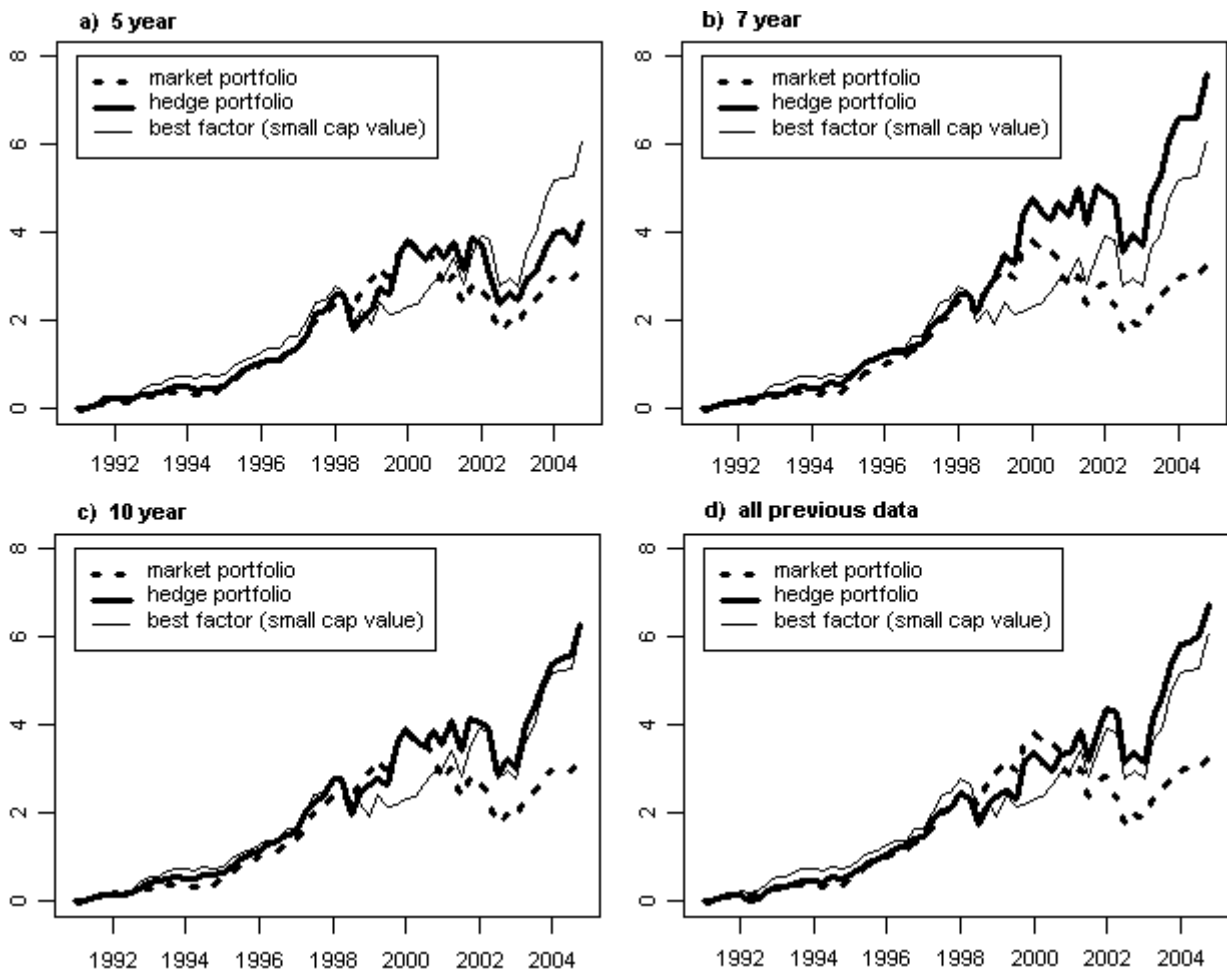 a) 5 year
8
6
4
2
0
market portfolio
hedge portfolio
best factor (small cap value)
1992 1994 1996 1998 2000 2002 2004
b) 7 year
8
6
4
2
0
market portfolio
hedge portfolio
best factor (small cap value)
1992 1994 1996 1998 2000 2002 2004
c) 10 year
8
6
4
2
0
market portfolio
hedge portfolio
best factor (small cap value)
1992 1994 1996 1998 2000 2002 2004
d) all previous data
8
6
4
2
0
market portfolio
hedge portfolio
best factor (small cap value)
1992 1994 1996 1998 2000 2002 2004